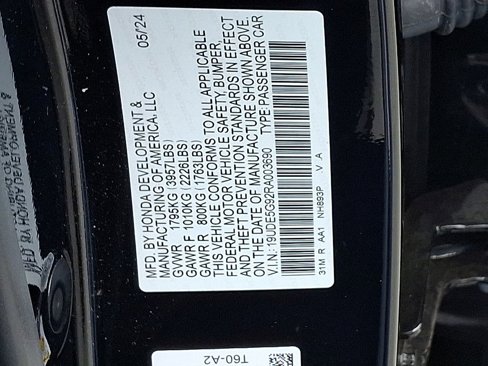 MFD. BY HONDA DEVELOPMENT &
MANUFACTURING OF AMERICA, LLC
05/24
GVWR 1795KG (3957LBS)
GAWR F 1010KG (2226LBS)
GAWR R 800KG (1763LBS)
THIS VEHICLE CONFORMS TO ALL APPLICABLE
FEDERAL MOTOR VEHICLE SAFETY, BUMPER,
AND THEFT PREVENTION STANDARDS IN EFFECT
ON THE DATE OF MANUFACTURE SHOWN ABOVE.
V.I.N.: 19UDE5G92RA003690 TYPE:PASSENGER CAR
31M R AA1 NH893P V A
T60-A2